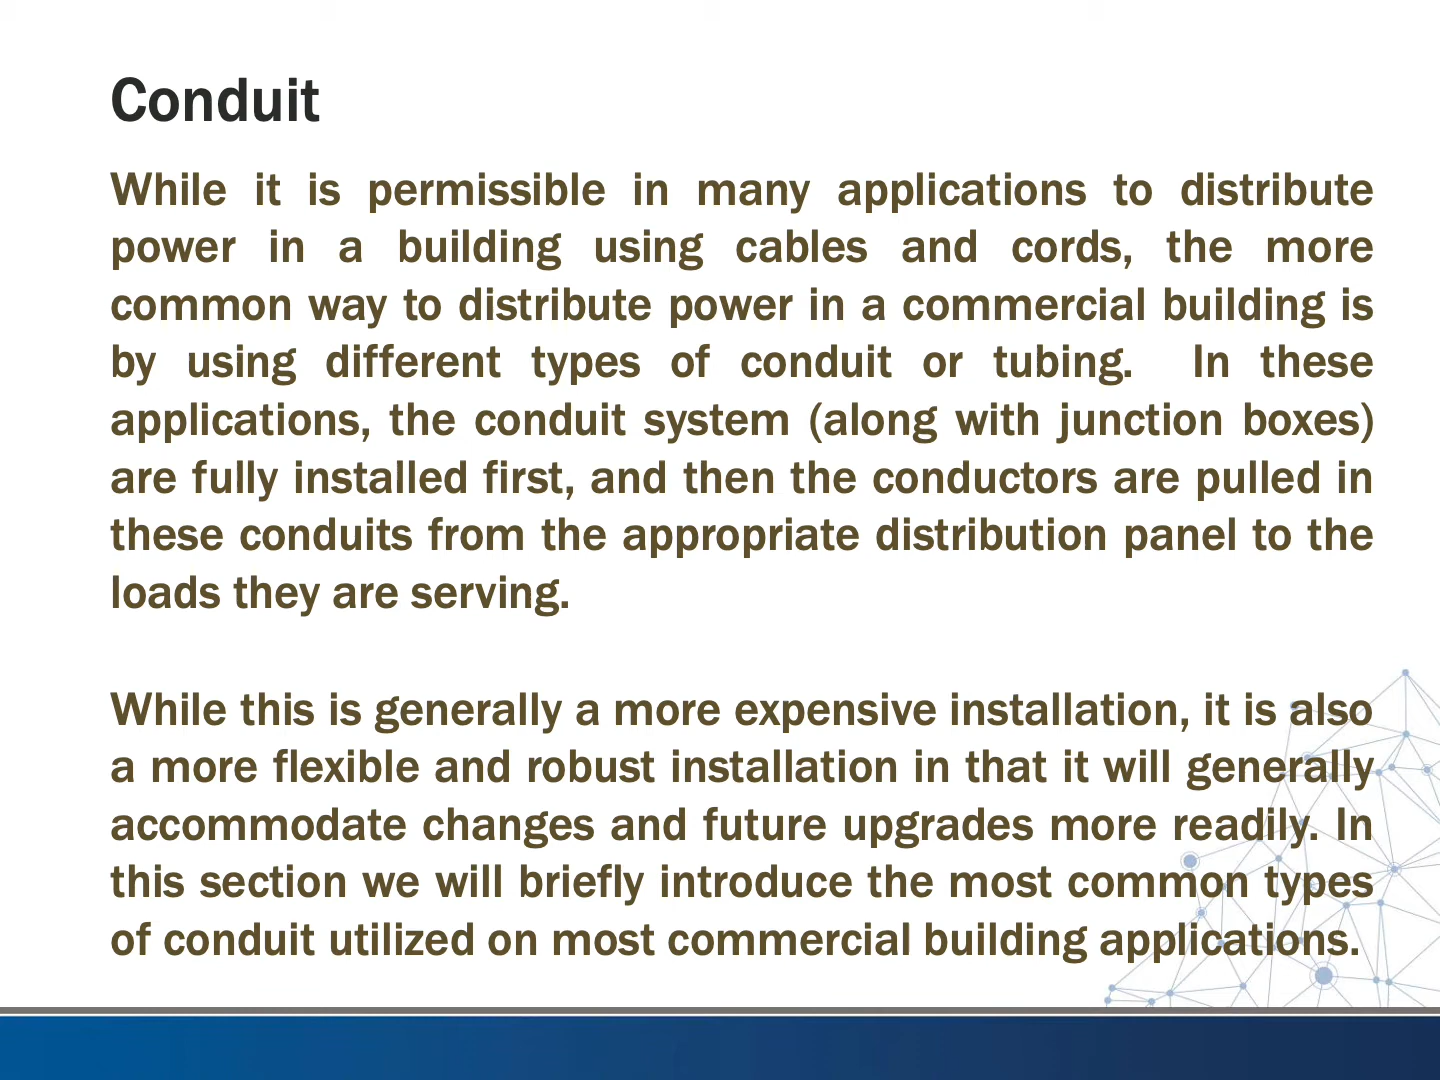 Conduit
While it is permissible in many applications to distribute
power in a building using cables and cords, the more
common way to distribute power in a commercial building is
by using different types of conduit or tubing. In these
applications, the conduit system (along with junction boxes)
are fully installed first, and then the conductors are pulled in
these conduits from the appropriate distribution panel to the
loads they are serving.
While this is generally a more expensive installation, it is also
a more flexible and robust installation in that it will generally
accommodate changes and future upgrades more readily. In
this section we will briefly introduce the most common types
of conduit utilized on most commercial building applications.